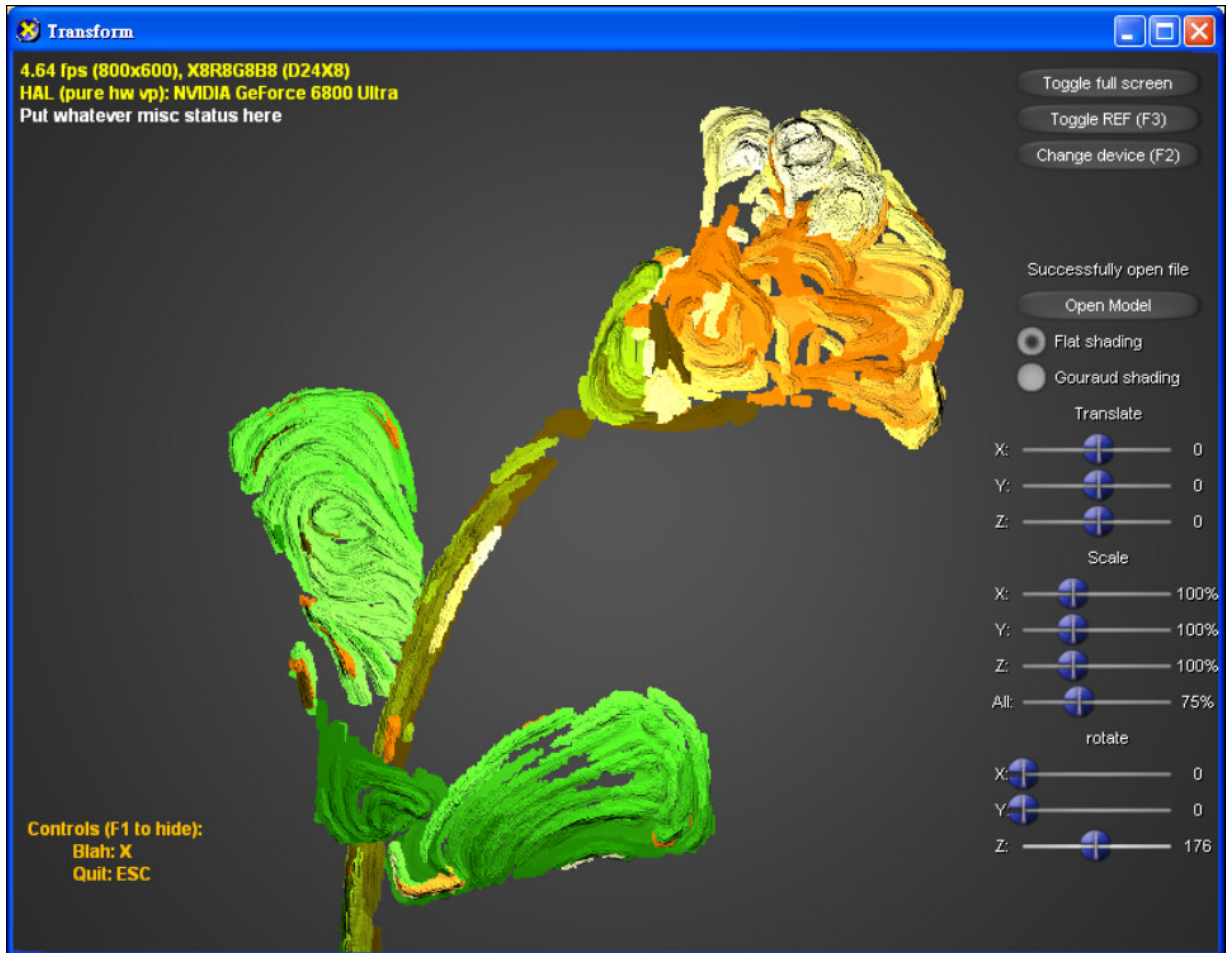 Transform
4.64 fps (800x600), X8R8G8B8 (D24X8)
HAL (pure hw vp): NVIDIA GeForce 6800 Ultra
Put whatever misc status here
Toggle full screen
Toggle REF (F3)
Change device (F2)
Successfully open file
Open Model
Flat shading
Gouraud shading
Translate
X: 0
Y: 0
Z: 0
Scale
X: 100%
Y: 100%
Z: 100%
All: 75%
rotate
X: 0
Y: 0
Z: 176
Controls (F1 to hide):
Blah: X
Quit: ESC